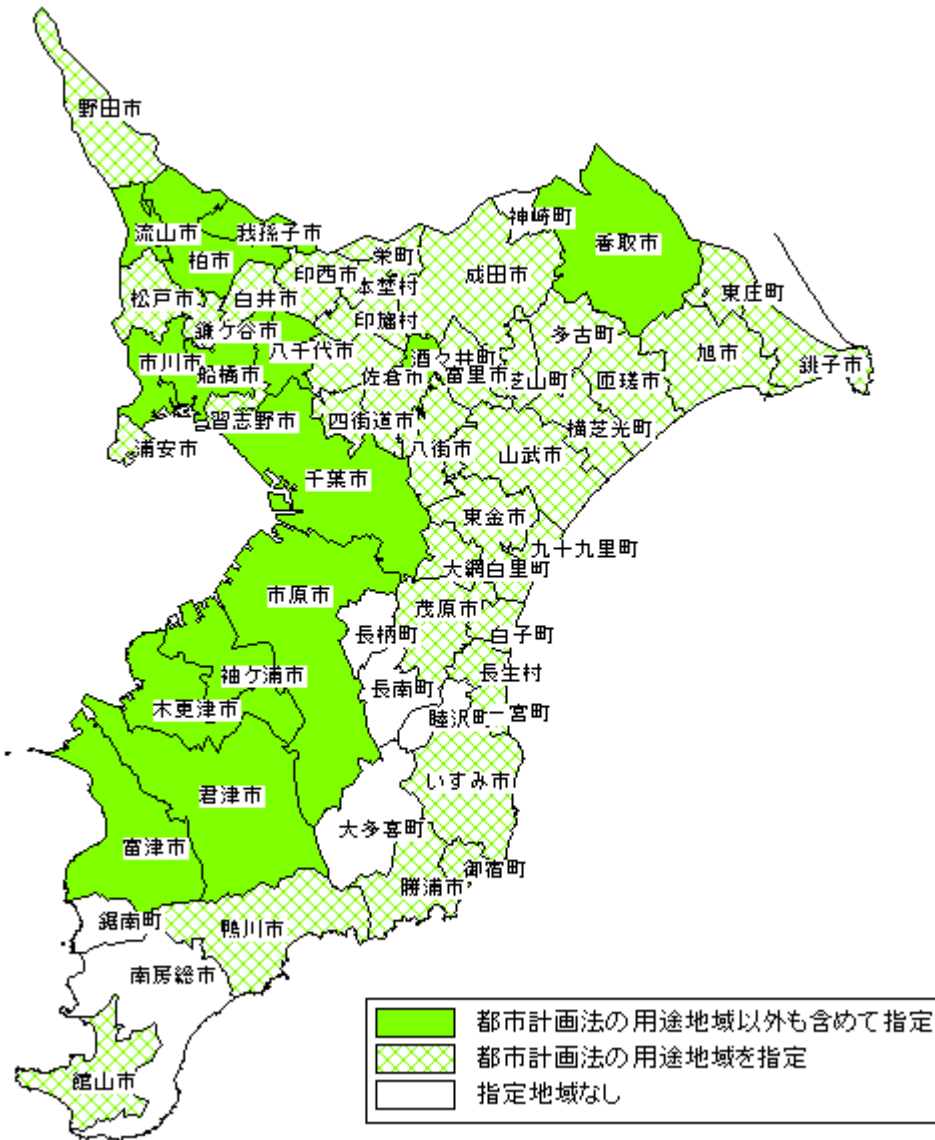 野田市
神崎町
流山市
我孫子市
香取市
柏市
栄町
印西市
成田市
本埜村
東庄町
松戸市
白井市
印旛村
多古町
鎌ケ谷市
八千代市
酒々井町
旭市
市川市
船橋市
佐倉市
富里市
芝山町
匝瑳市
銚子市
習志野市
四街道市
横芝光町
浦安市
八街市
山武市
千葉市
東金市
九十九里町
大網白里町
市原市
茂原市
長柄町
白子町
袖ケ浦市
長南町
長生村
木更津市
睦沢町
一宮町
いすみ市
君津市
大多喜町
富津市
御宿町
勝浦市
鋸南町
鴨川市
南房総市
館山市
都市計画法の用途地域以外も含めて指定
都市計画法の用途地域を指定
指定地域なし